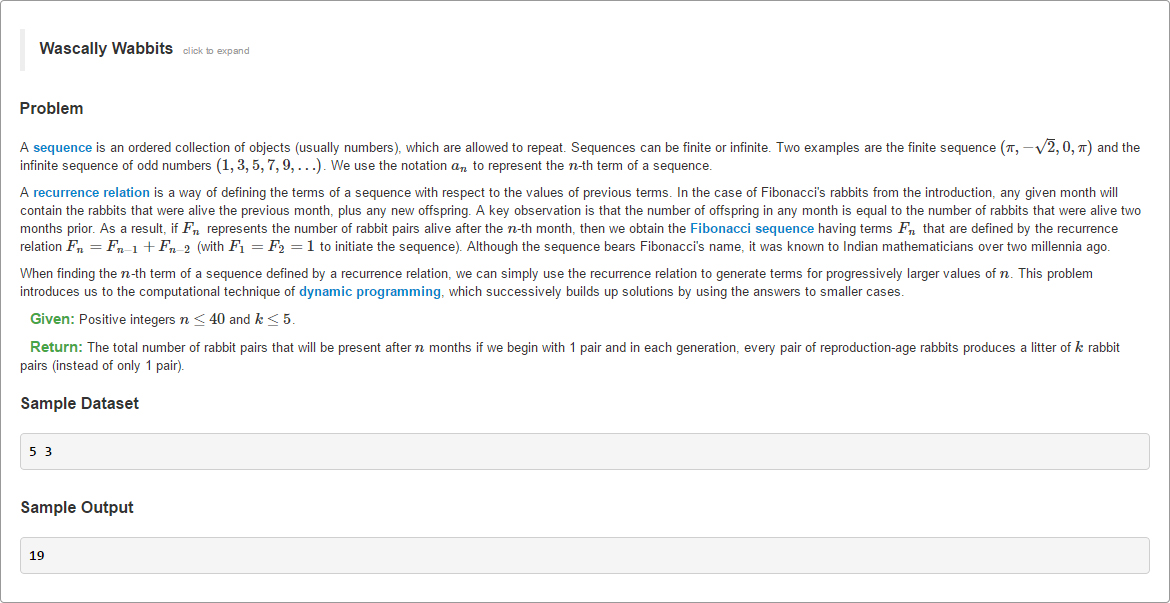 Wascally Wabbits click to expand
Problem
A sequence is an ordered collection of objects (usually numbers), which are allowed to repeat. Sequences can be finite or infinite. Two examples are the finite sequence (π, −√2, 0, π) and the
infinite sequence of odd numbers (1, 3, 5, 7, 9, . . .). We use the notation aₙ to represent the n-th term of a sequence.
A recurrence relation is a way of defining the terms of a sequence with respect to the values of previous terms. In the case of Fibonacci's rabbits from the introduction, any given month will
contain the rabbits that were alive the previous month, plus any new offspring. A key observation is that the number of offspring in any month is equal to the number of rabbits that were alive two
months prior. As a result, if Fₙ represents the number of rabbit pairs alive after the n-th month, then we obtain the Fibonacci sequence having terms Fₙ that are defined by the recurrence
relation Fₙ = Fₙ₋₁ + Fₙ₋₂ (with F₁ = F₂ = 1 to initiate the sequence). Although the sequence bears Fibonacci's name, it was known to Indian mathematicians over two millennia ago.
When finding the n-th term of a sequence defined by a recurrence relation, we can simply use the recurrence relation to generate terms for progressively larger values of n. This problem
introduces us to the computational technique of dynamic programming, which successively builds up solutions by using the answers to smaller cases.
Given: Positive integers n ≤ 40 and k ≤ 5.
Return: The total number of rabbit pairs that will be present after n months if we begin with 1 pair and in each generation, every pair of reproduction-age rabbits produces a litter of k rabbit
pairs (instead of only 1 pair).
Sample Dataset
5 3
Sample Output
19